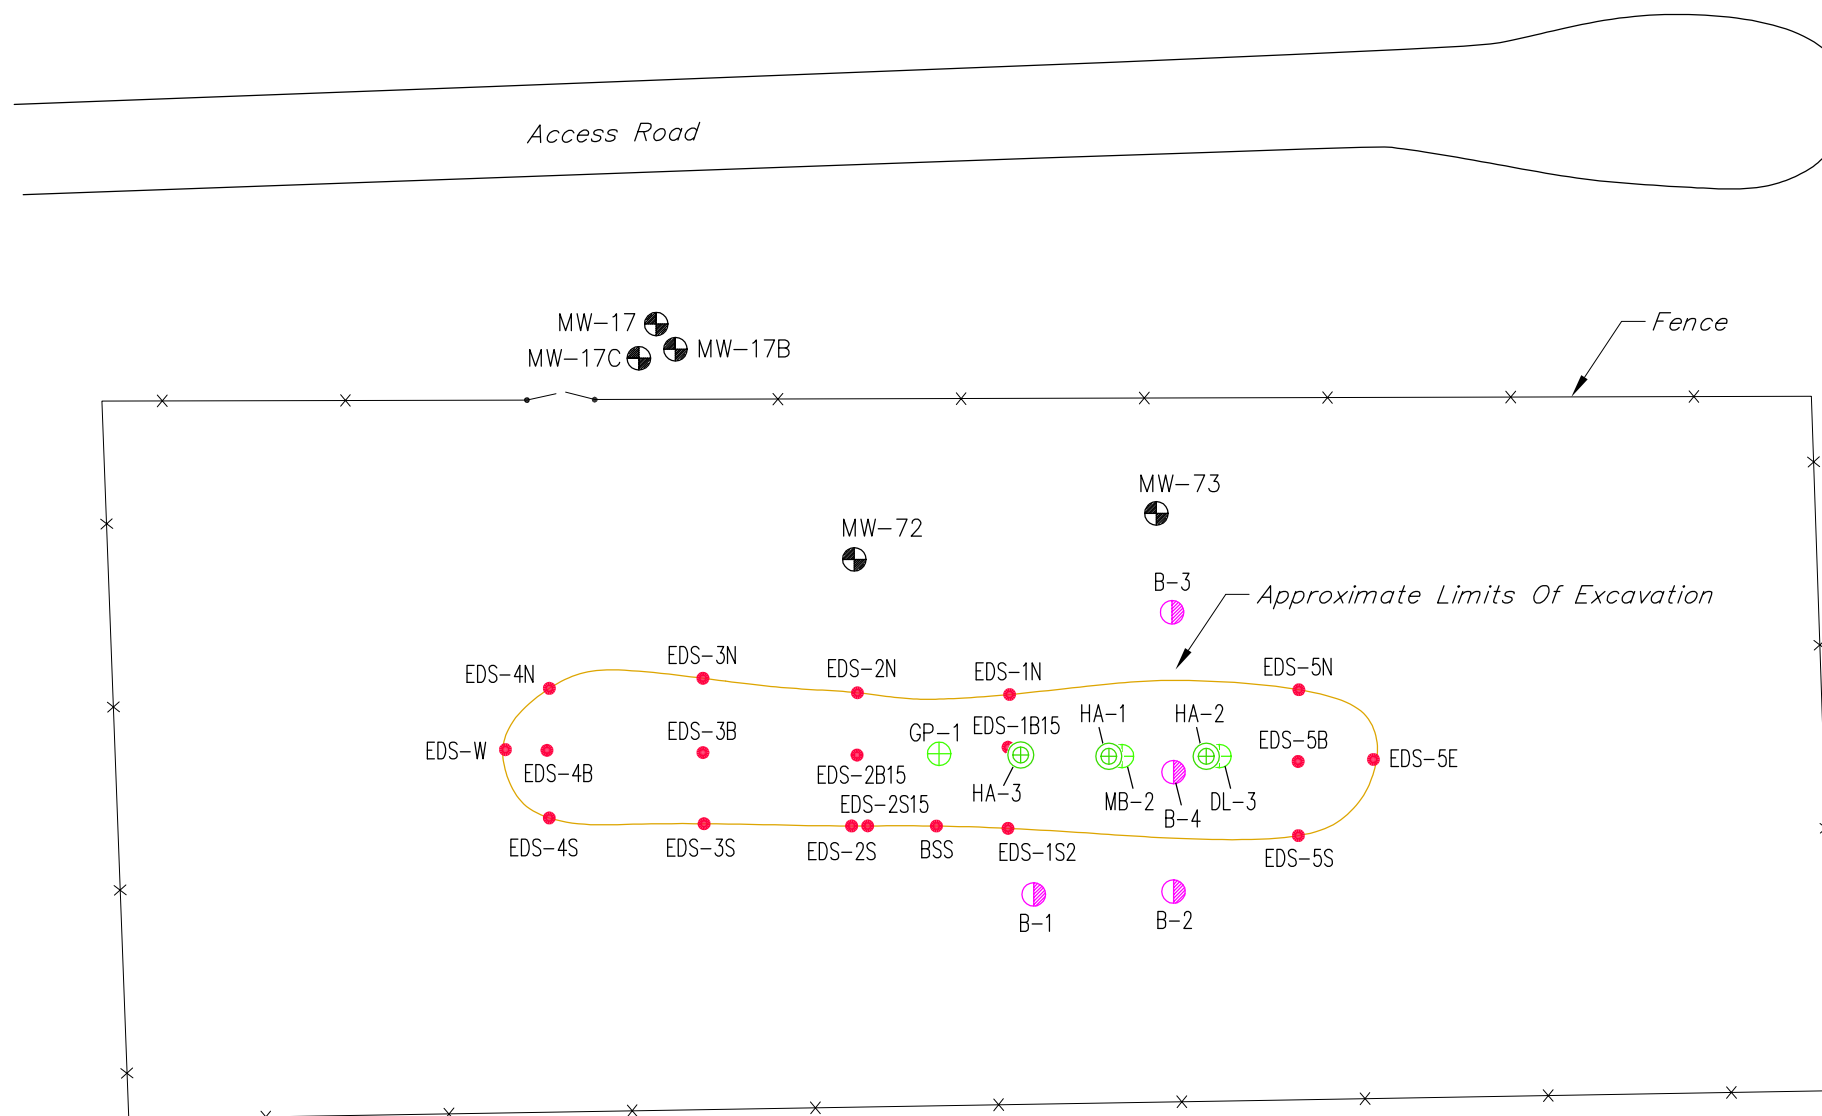 Access Road
MW-17
Fence
MW-17C
MW-17B
MW-73
MW-72
B-3
Approximate Limits Of Excavation
EDS-4N
EDS-3N
EDS-2N
EDS-1N
EDS-5N
EDS-W
EDS-3B
GP-1
EDS-1B15
HA-1
HA-2
EDS-5B
EDS-5E
EDS-4B
EDS-2B15
HA-3
MB-2
DL-3
EDS-2S15
B-4
EDS-4S
EDS-3S
EDS-2S
BSS
EDS-1S2
EDS-5S
B-1
B-2